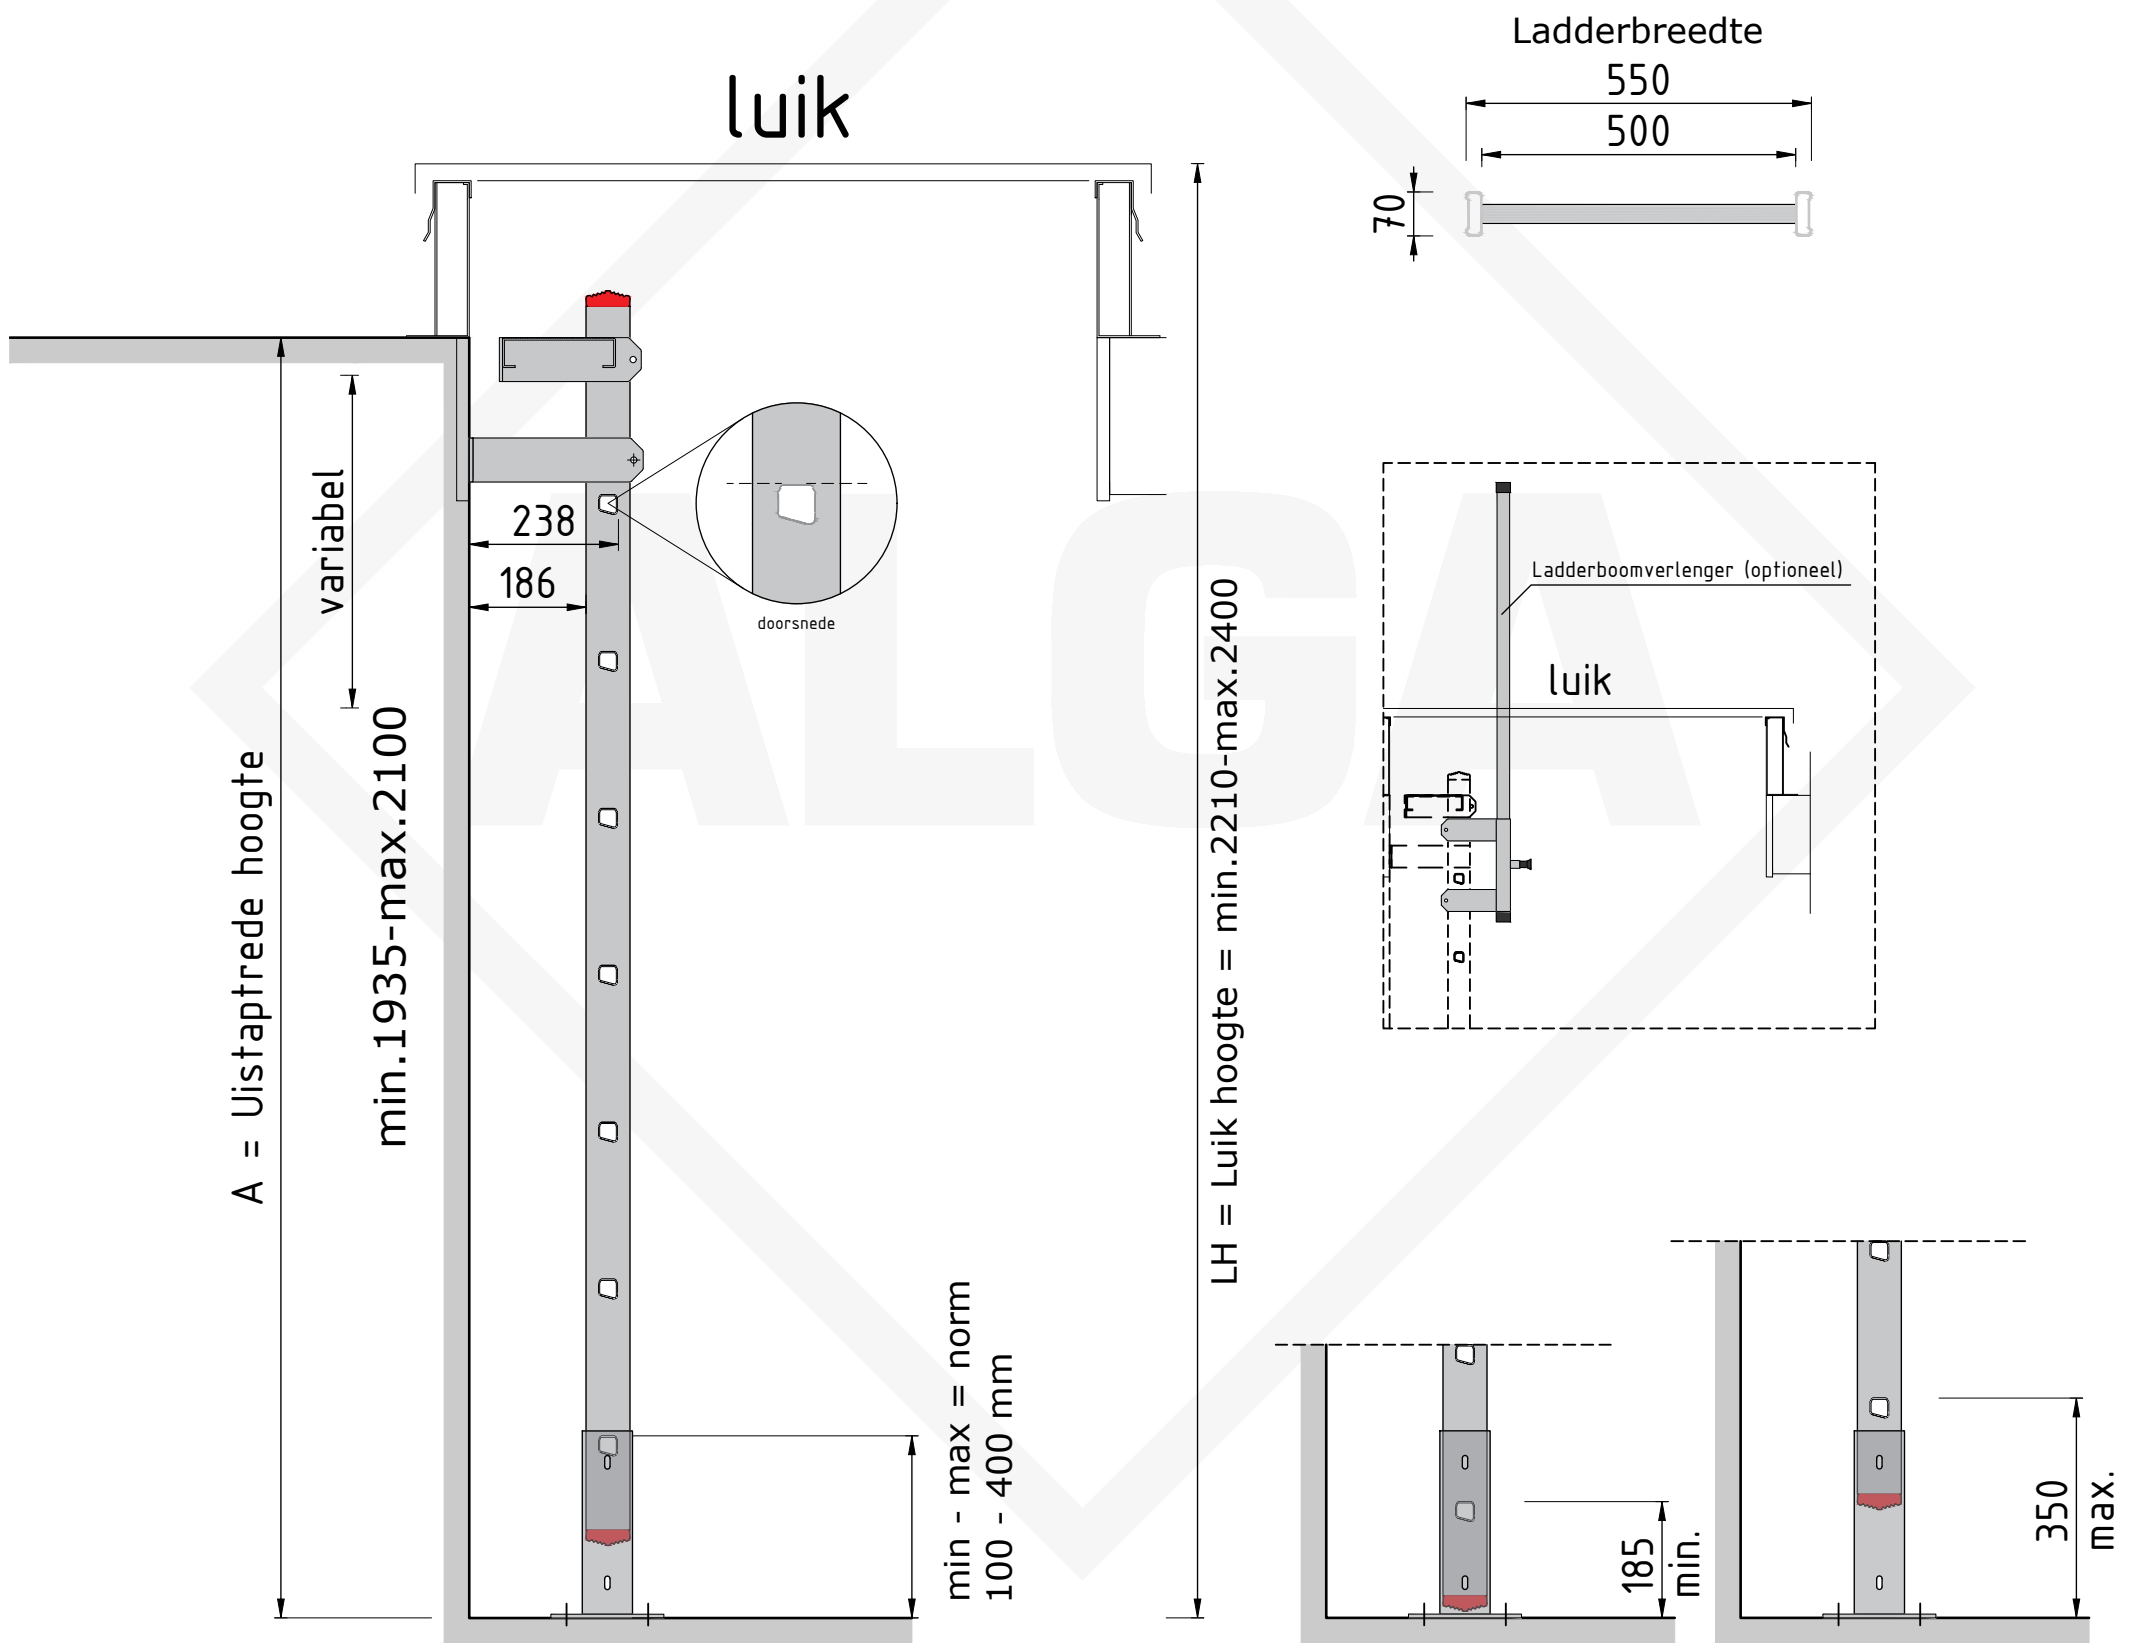 Ladderbreedte
550
500
70
luik
238
186
doorsnede
variabel
A = Uistaptrede hoogte
min.1935-max.2100
LH = Luik hoogte = min.2210-max.2400
Ladderboomverlenger (optioneel)
luik
ALGA
min - max = norm
100 - 400 mm
185
min.
350
max.